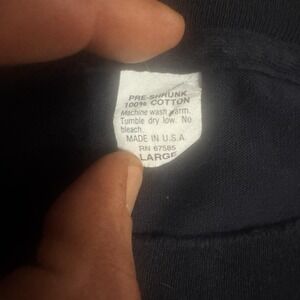 PRE-SHRUNK
100% COTTON
Machine wash warm.
Tumble dry low. No
bleach.
MADE IN U.S.A.
RN 67585
LARGE